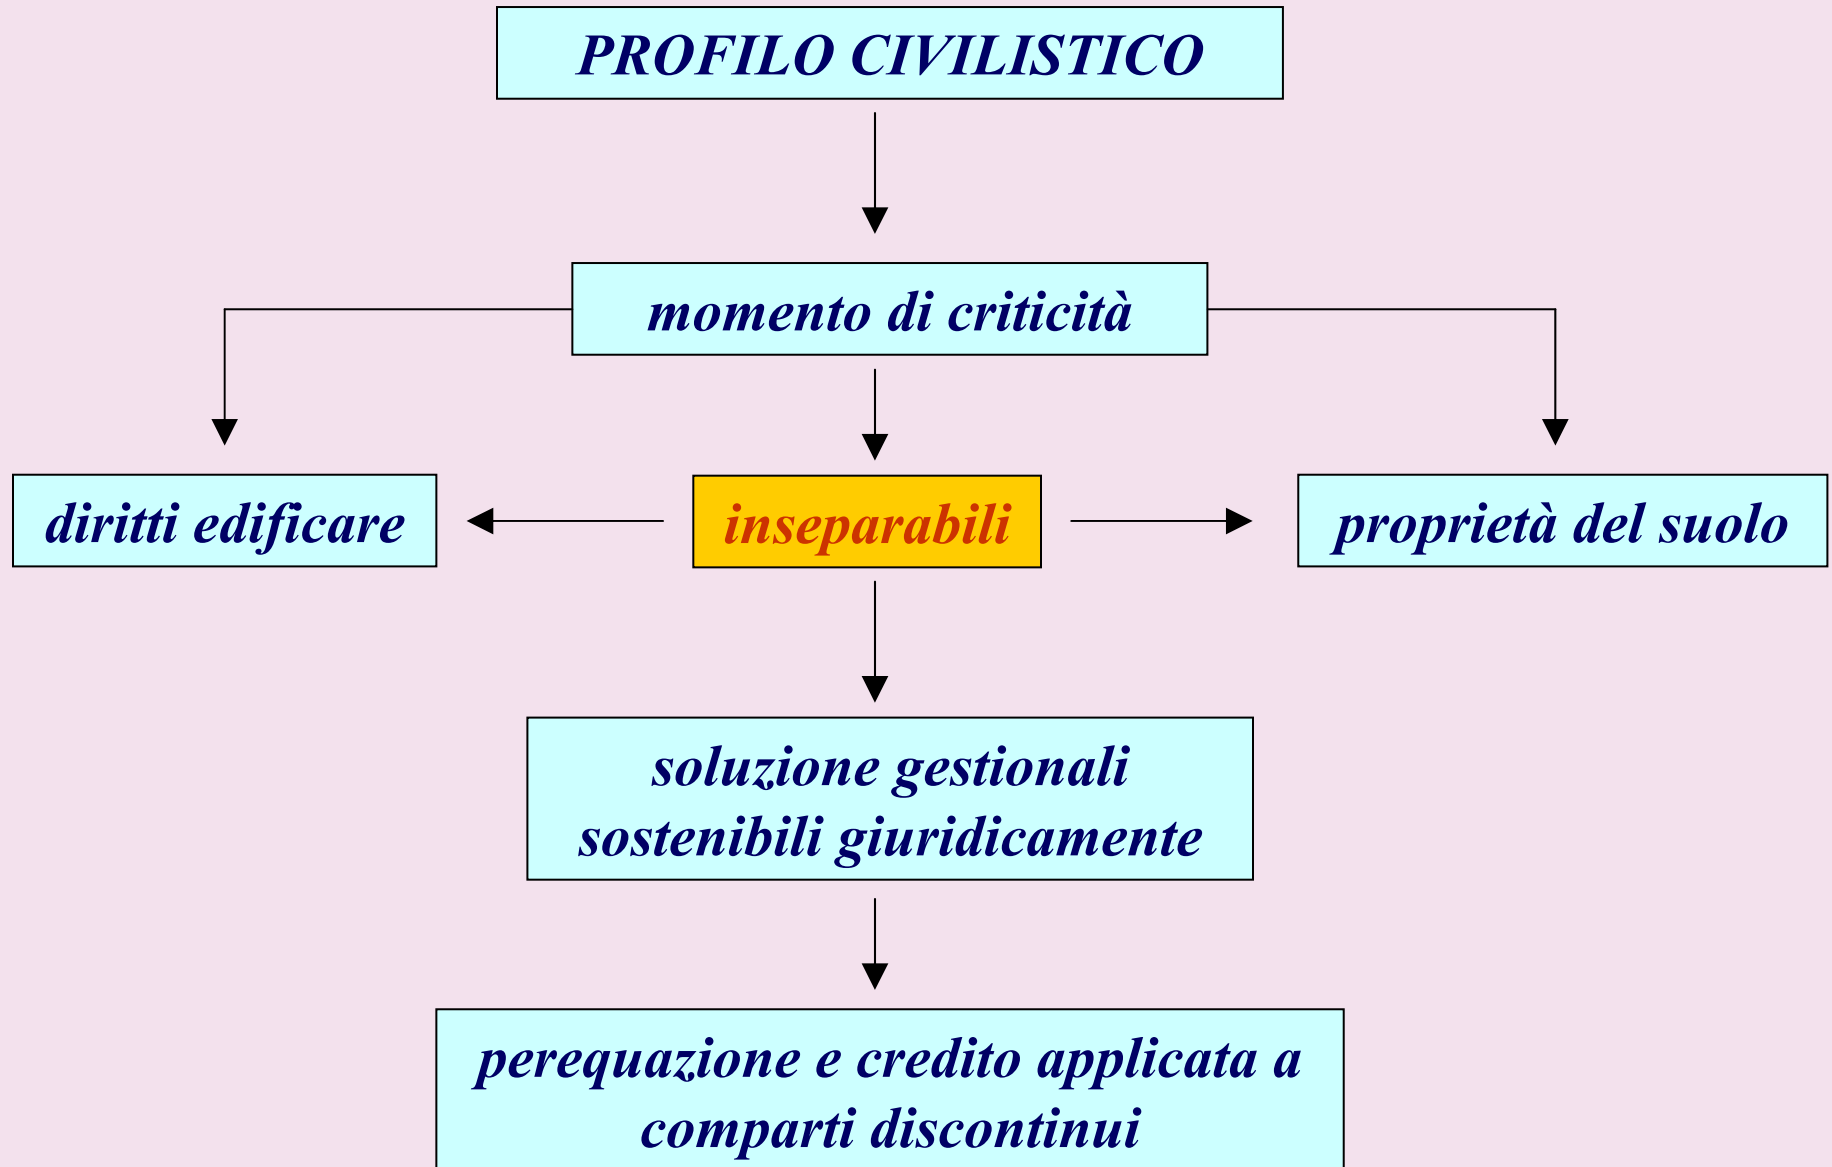 PROFILO CIVILISTICO
momento di criticità
diritti edificare
inseparabili
proprietà del suolo
soluzione gestionali
sostenibili giuridicamente
perequazione e credito applicata a
comparti discontinui